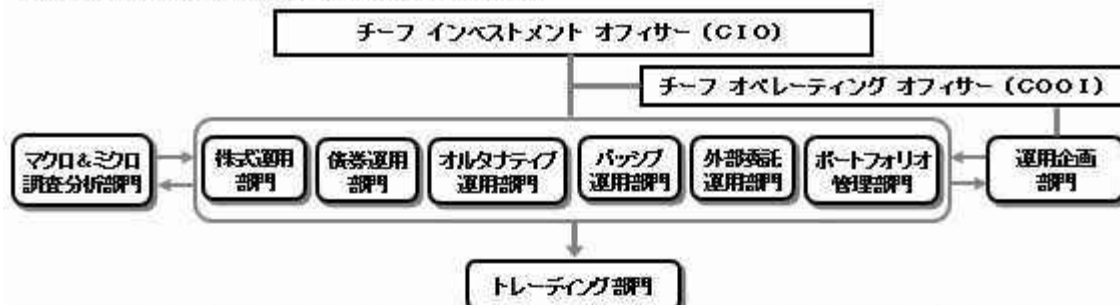 チーフ インベストメント オフィサー (CIO)
チーフ オペレーティング オフィサー (COOI)
マクロ&ミクロ
調査分析部門
株式運用
部門
債券運用
部門
オルタナティブ
運用部門
パッシブ
運用部門
外部委託
運用部門
ポートフォリオ
管理部門
運用企画
部門
トレーディング部門